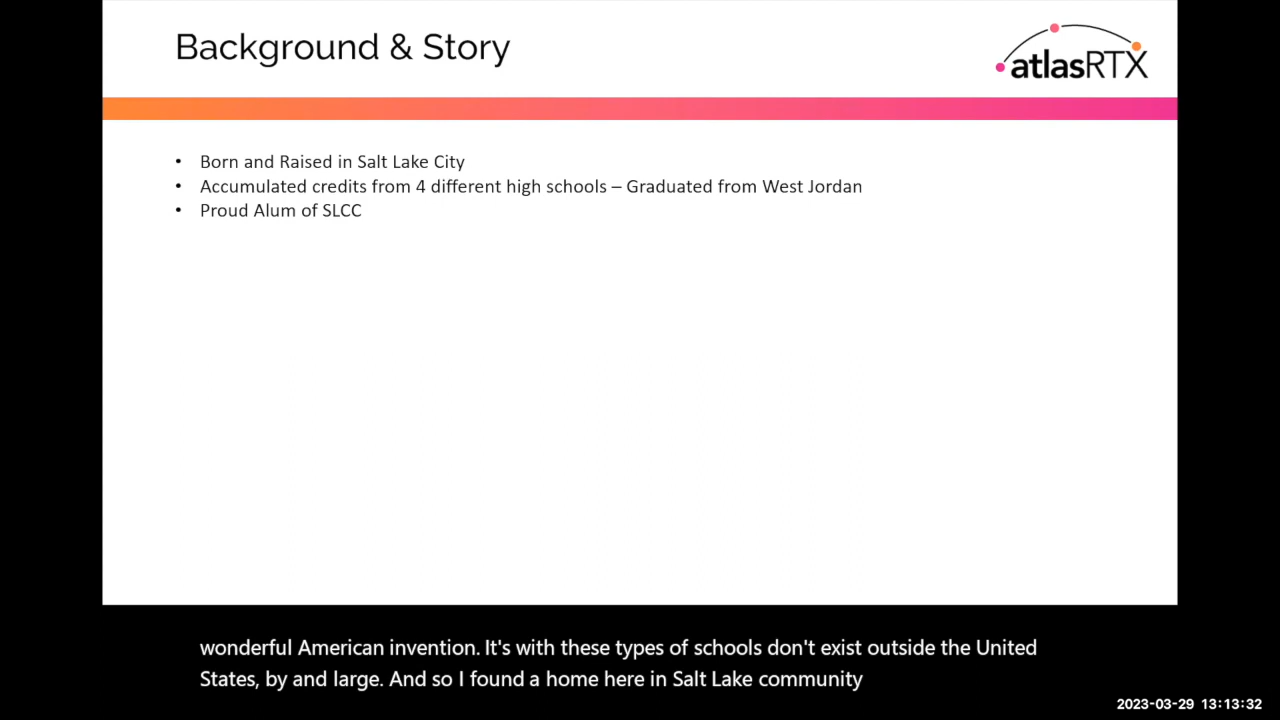 Background & Story
atlasRTX
• Born and Raised in Salt Lake City
• Accumulated credits from 4 different high schools – Graduated from West Jordan
• Proud Alum of SLCC
wonderful American invention. It's with these types of schools don't exist outside the United
States, by and large. And so I found a home here in Salt Lake community
2023-03-29 13:13:32